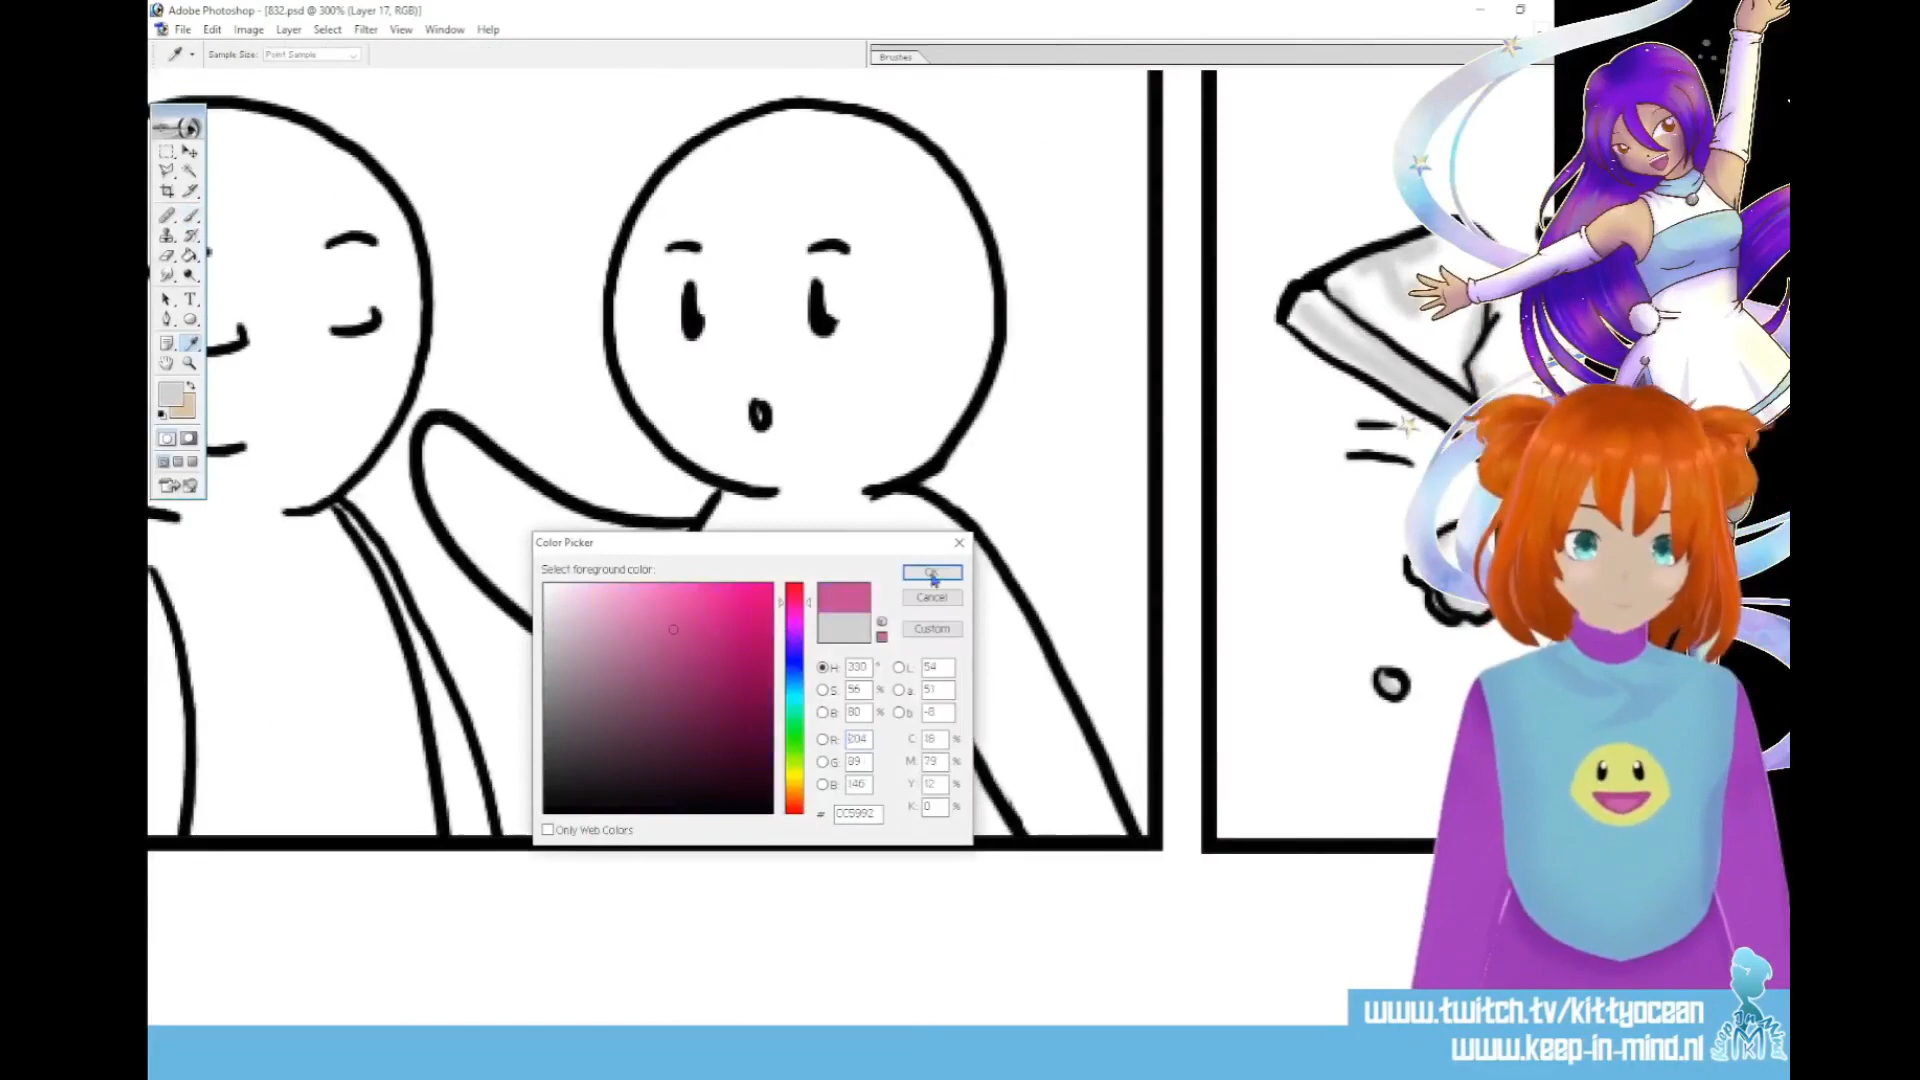 Adobe Photoshop - [832.psd @ 300% (Layer 17, RGB)]
File Edit Image Layer Select Filter View Window Help
Sample Size: Point Sample
Brushes
T
Color Picker
Select foreground color:
OK
Cancel
Custom
H: 330 °
L: 54
S: 56 %
a: 51
B: 80 %
b: -8
R: 204
C: 18 %
G: 89
M: 79 %
B: 146
Y: 12 %
# CC5992
K: 0 %
Only Web Colors
www.twitch.tv/kittyocean
www.keep-in-mind.nl